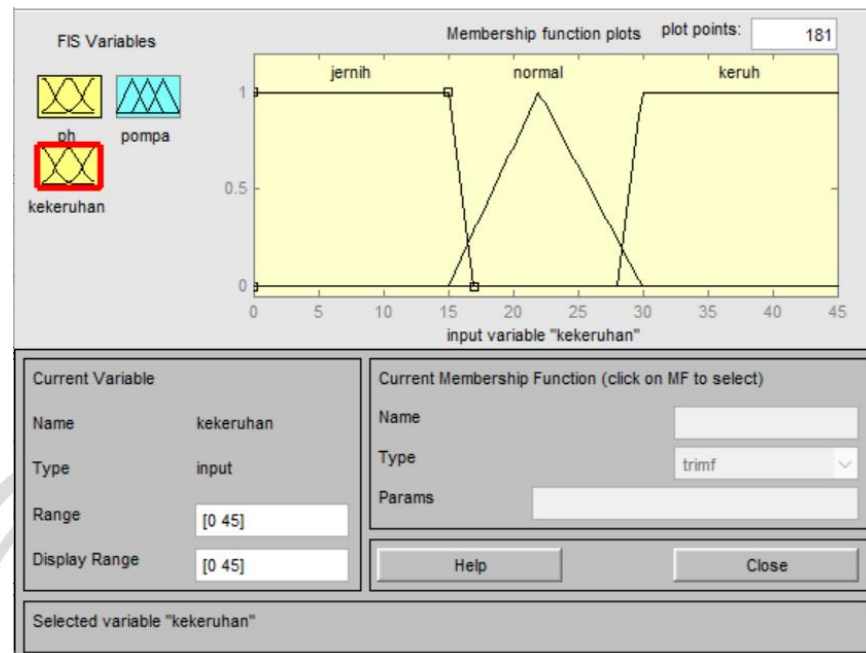 FIS Variables
Membership function plots plot points: 181
jernih normal keruh
ph pompa
kekeruhan
1
0.5
0
0 5 10 15 20 25 30 35 40 45
input variable "kekeruhan"
Current Variable
Name kekeruhan
Type input
Range [0 45]
Display Range [0 45]
Current Membership Function (click on MF to select)
Name
Type trimf
Params
Help Close
Selected variable "kekeruhan"